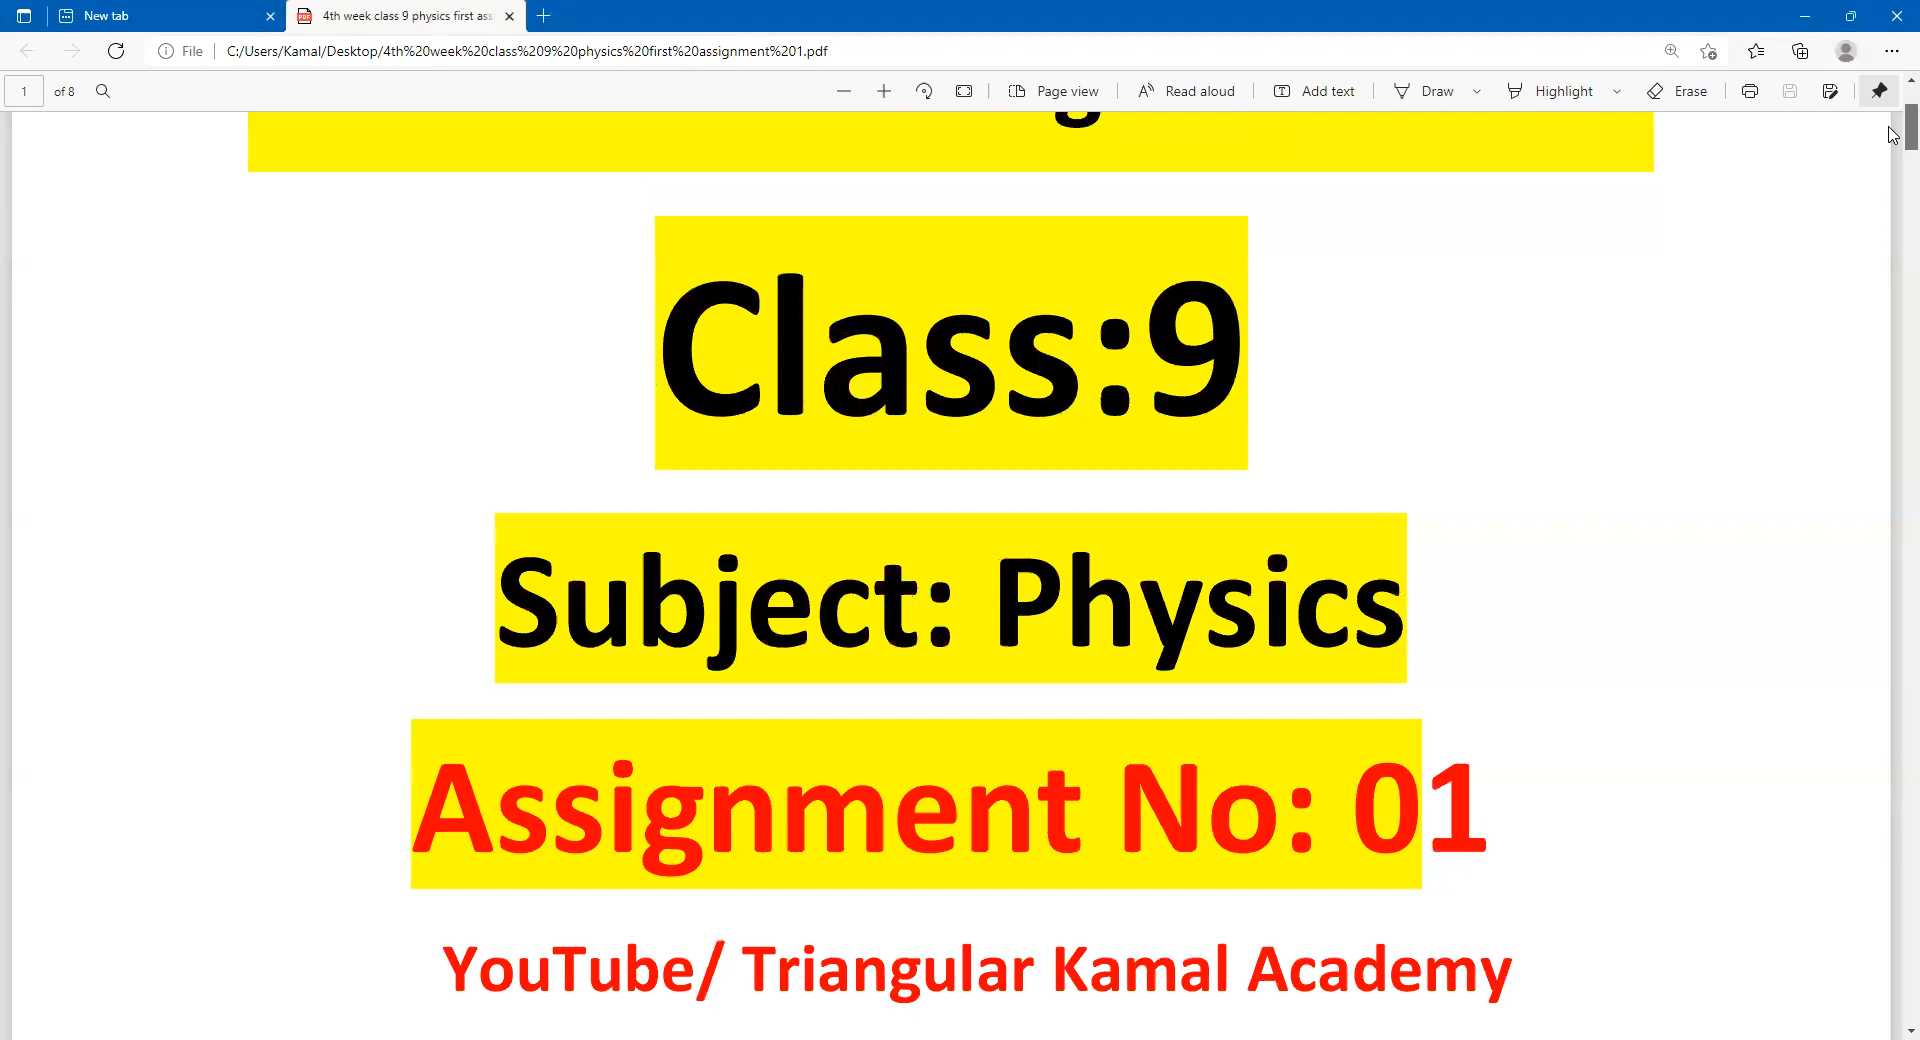 New tab
4th week class 9 physics first ass
File
C:/Users/Kamal/Desktop/4th%20week%20class%209%20physics%20first%20assignment%201.pdf
1 of 8
Page view
Read aloud
Add text
Draw
Highlight
Erase
Class:9
Subject: Physics
Assignment No: 01
YouTube/ Triangular Kamal Academy